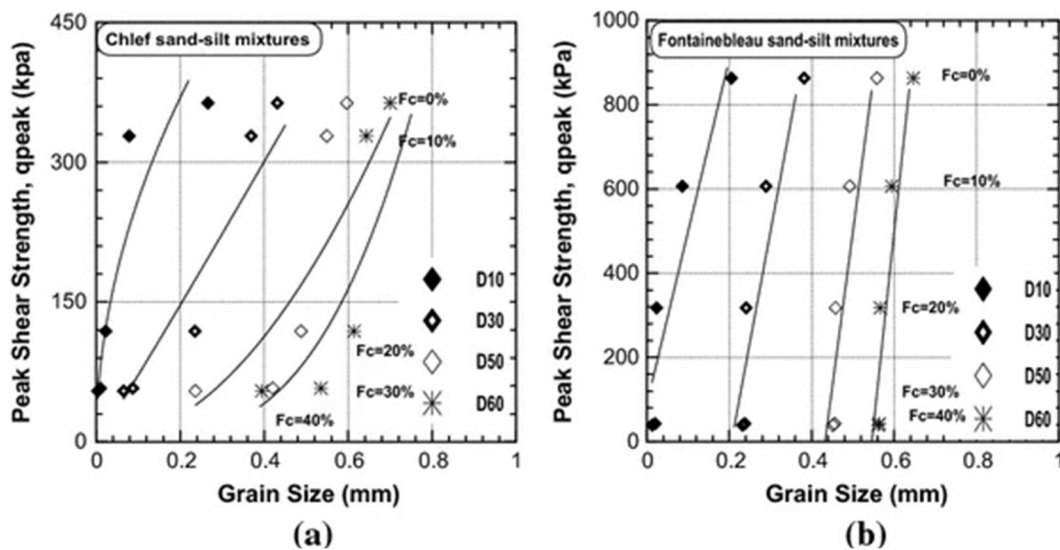 450
Chlef sand-silt mixtures
Fc=0%
Fc=10%
300
150
D10
D30
D50
D60
Fc=20%
Fc=30%
Fc=40%
0
0 0.2 0.4 0.6 0.8 1
Peak Shear Strength, qpeak (kpa)
Grain Size (mm)
(a)
1000
Fontainebleau sand-silt mixtures
Fc=0%
800
600
Fc=10%
400
D10
Fc=20%
D30
200
D50
Fc=30%
Fc=40%
D60
0
0 0.2 0.4 0.6 0.8 1
Peak Shear Strength, qpeak (kPa)
Grain Size (mm)
(b)